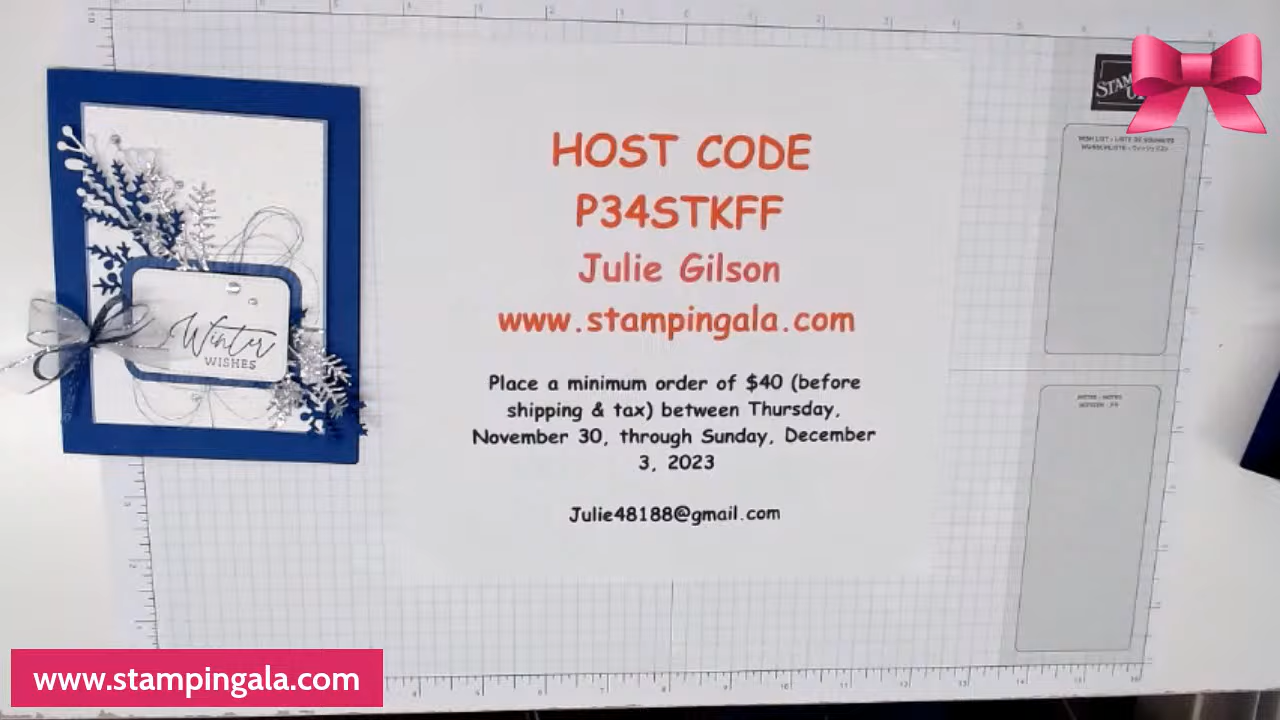 HOST CODE
P34STKFF
Julie Gilson
www.stampingala.com
Place a minimum order of $40 (before
shipping & tax) between Thursday,
November 30, through Sunday, December
3, 2023
Julie48188@gmail.com
Winter
WISHES
STAM
www.stampingala.com